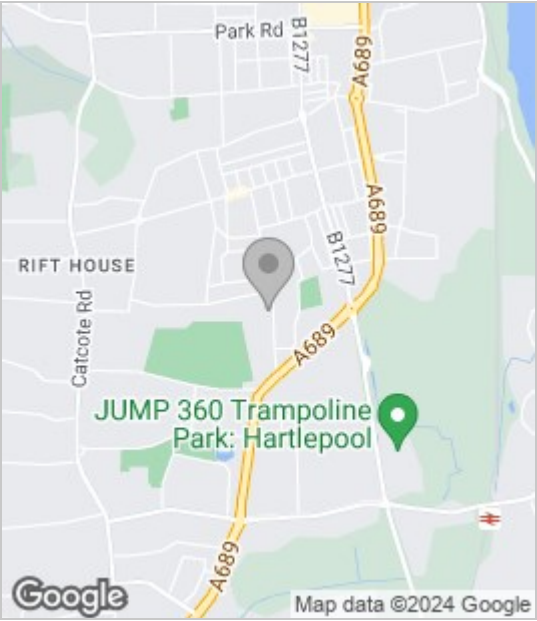 Park Rd
B1277
A689
A689
B1277
RIFT HOUSE
Catcote Rd
A689
JUMP 360 Trampoline
Park: Hartlepool
A689
Google
Map data ©2024 Google